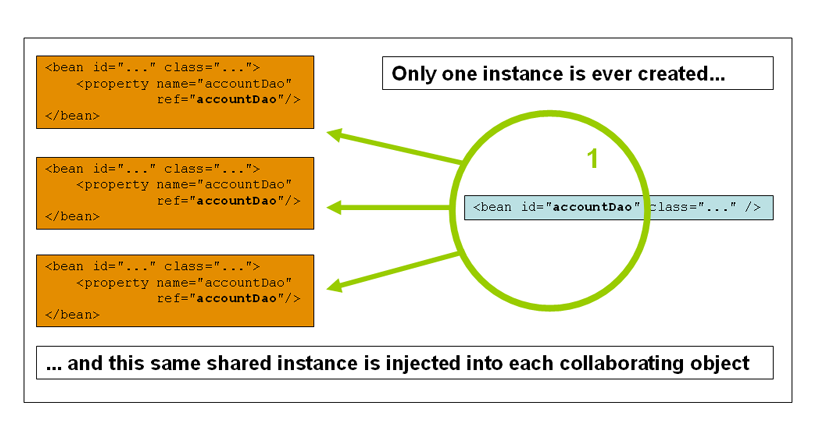 <bean id="..." class="...">
<property name="accountDao"
ref="accountDao"/>
</bean>
Only one instance is ever created...
1
<bean id="..." class="...">
<property name="accountDao"
ref="accountDao"/>
</bean>
<bean id="accountDao" class="..." />
<bean id="..." class="...">
<property name="accountDao"
ref="accountDao"/>
</bean>
... and this same shared instance is injected into each collaborating object